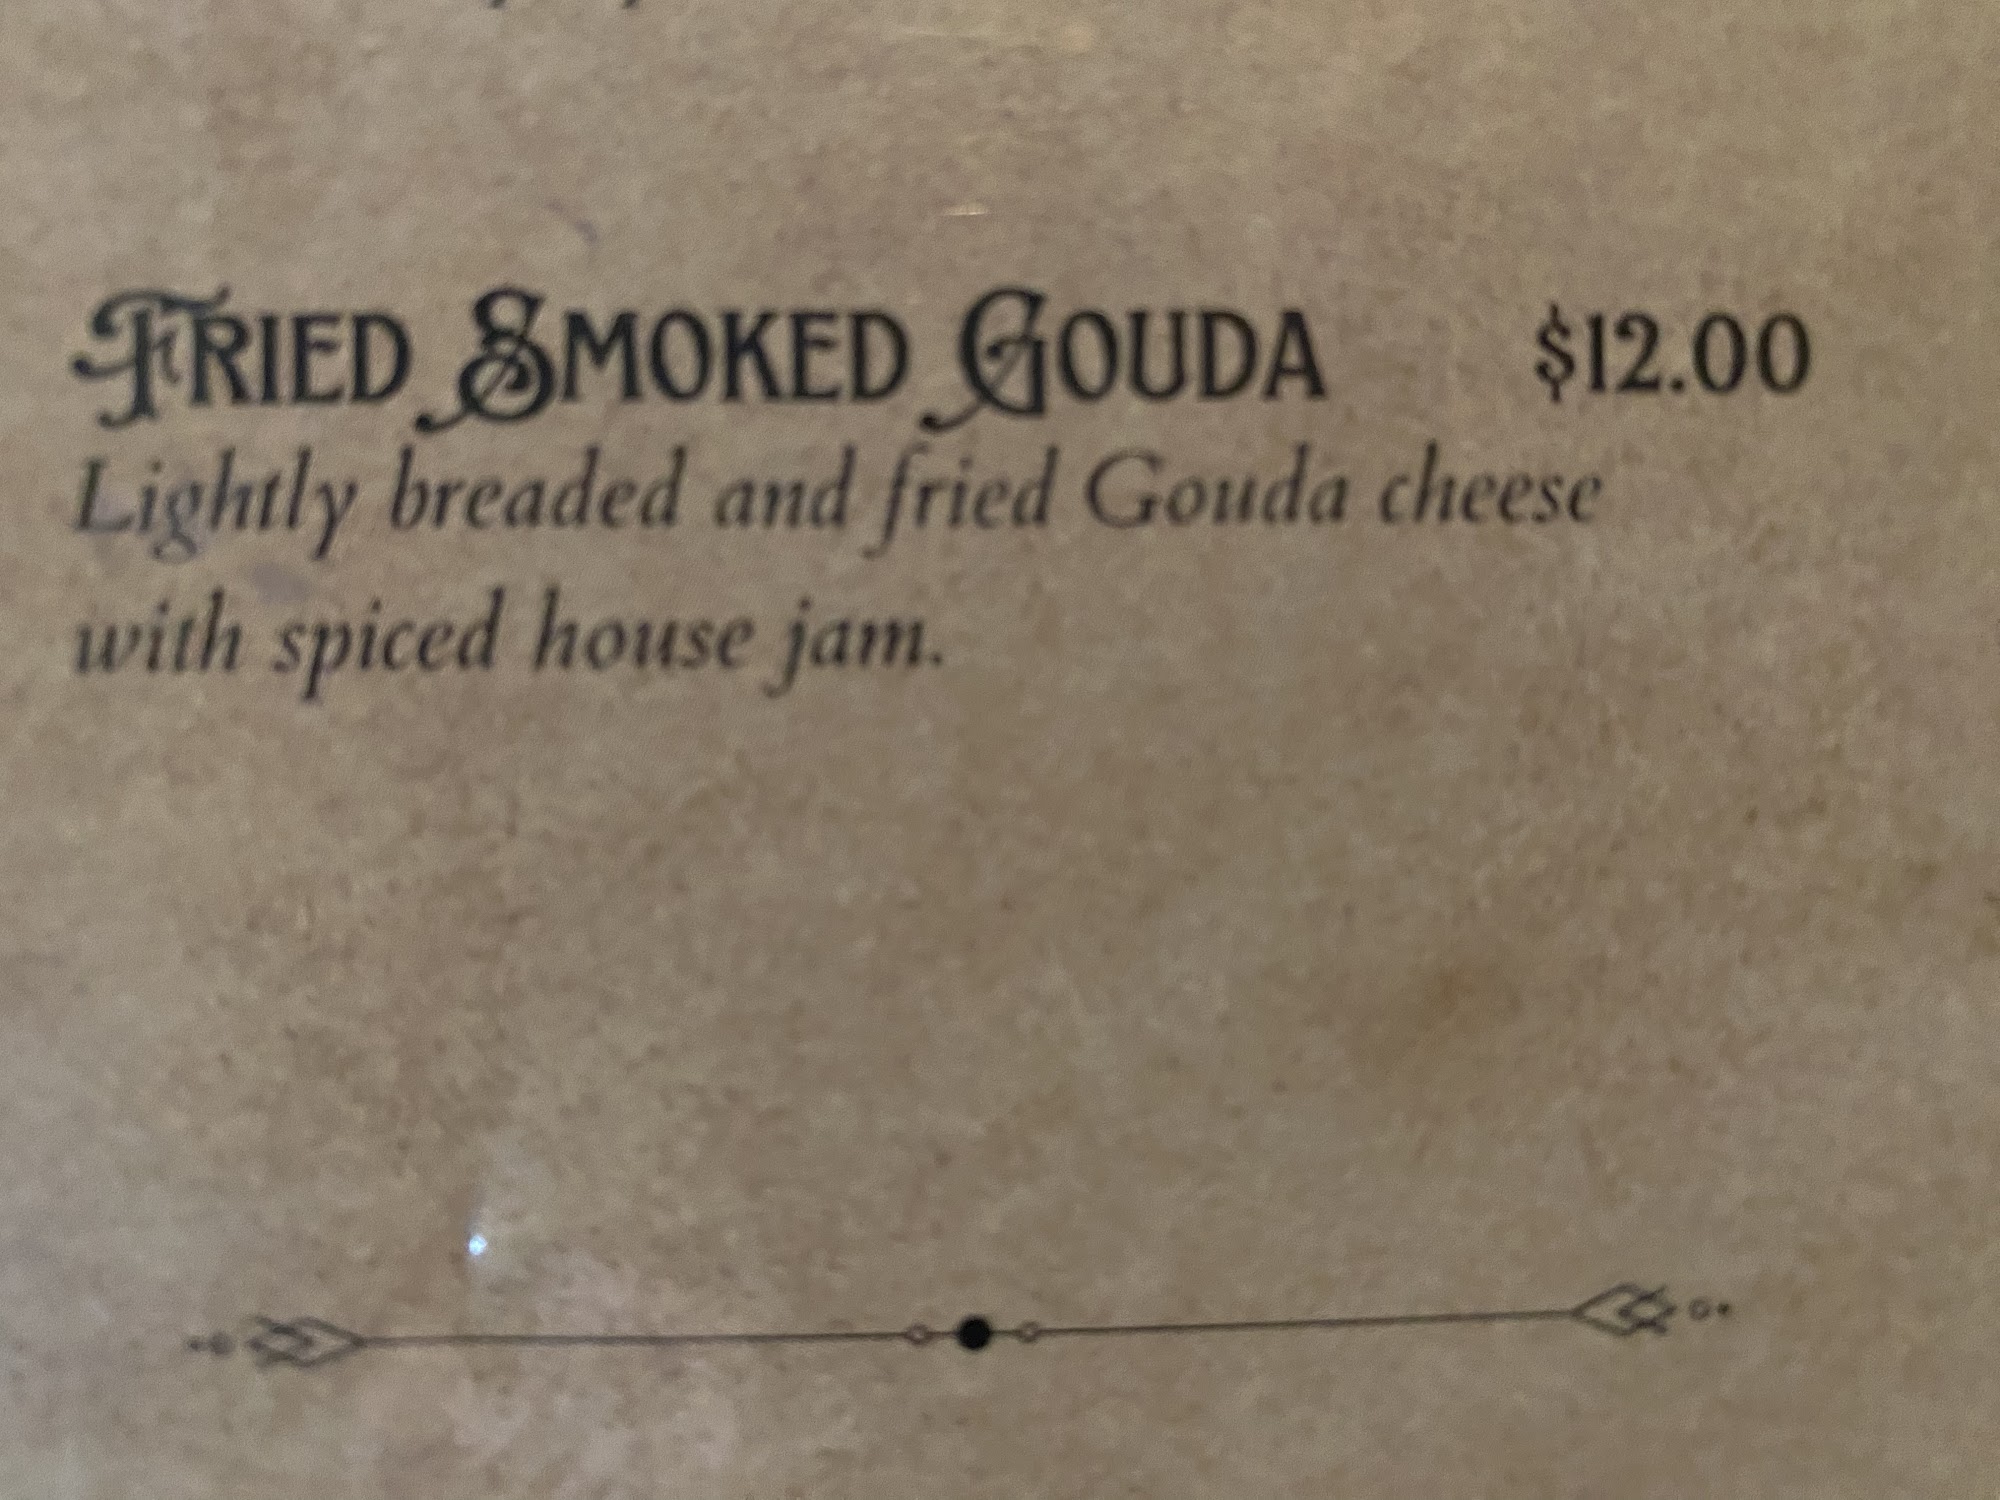 Fried Smoked Gouda $12.00
Lightly breaded and fried Gouda cheese
with spiced house jam.